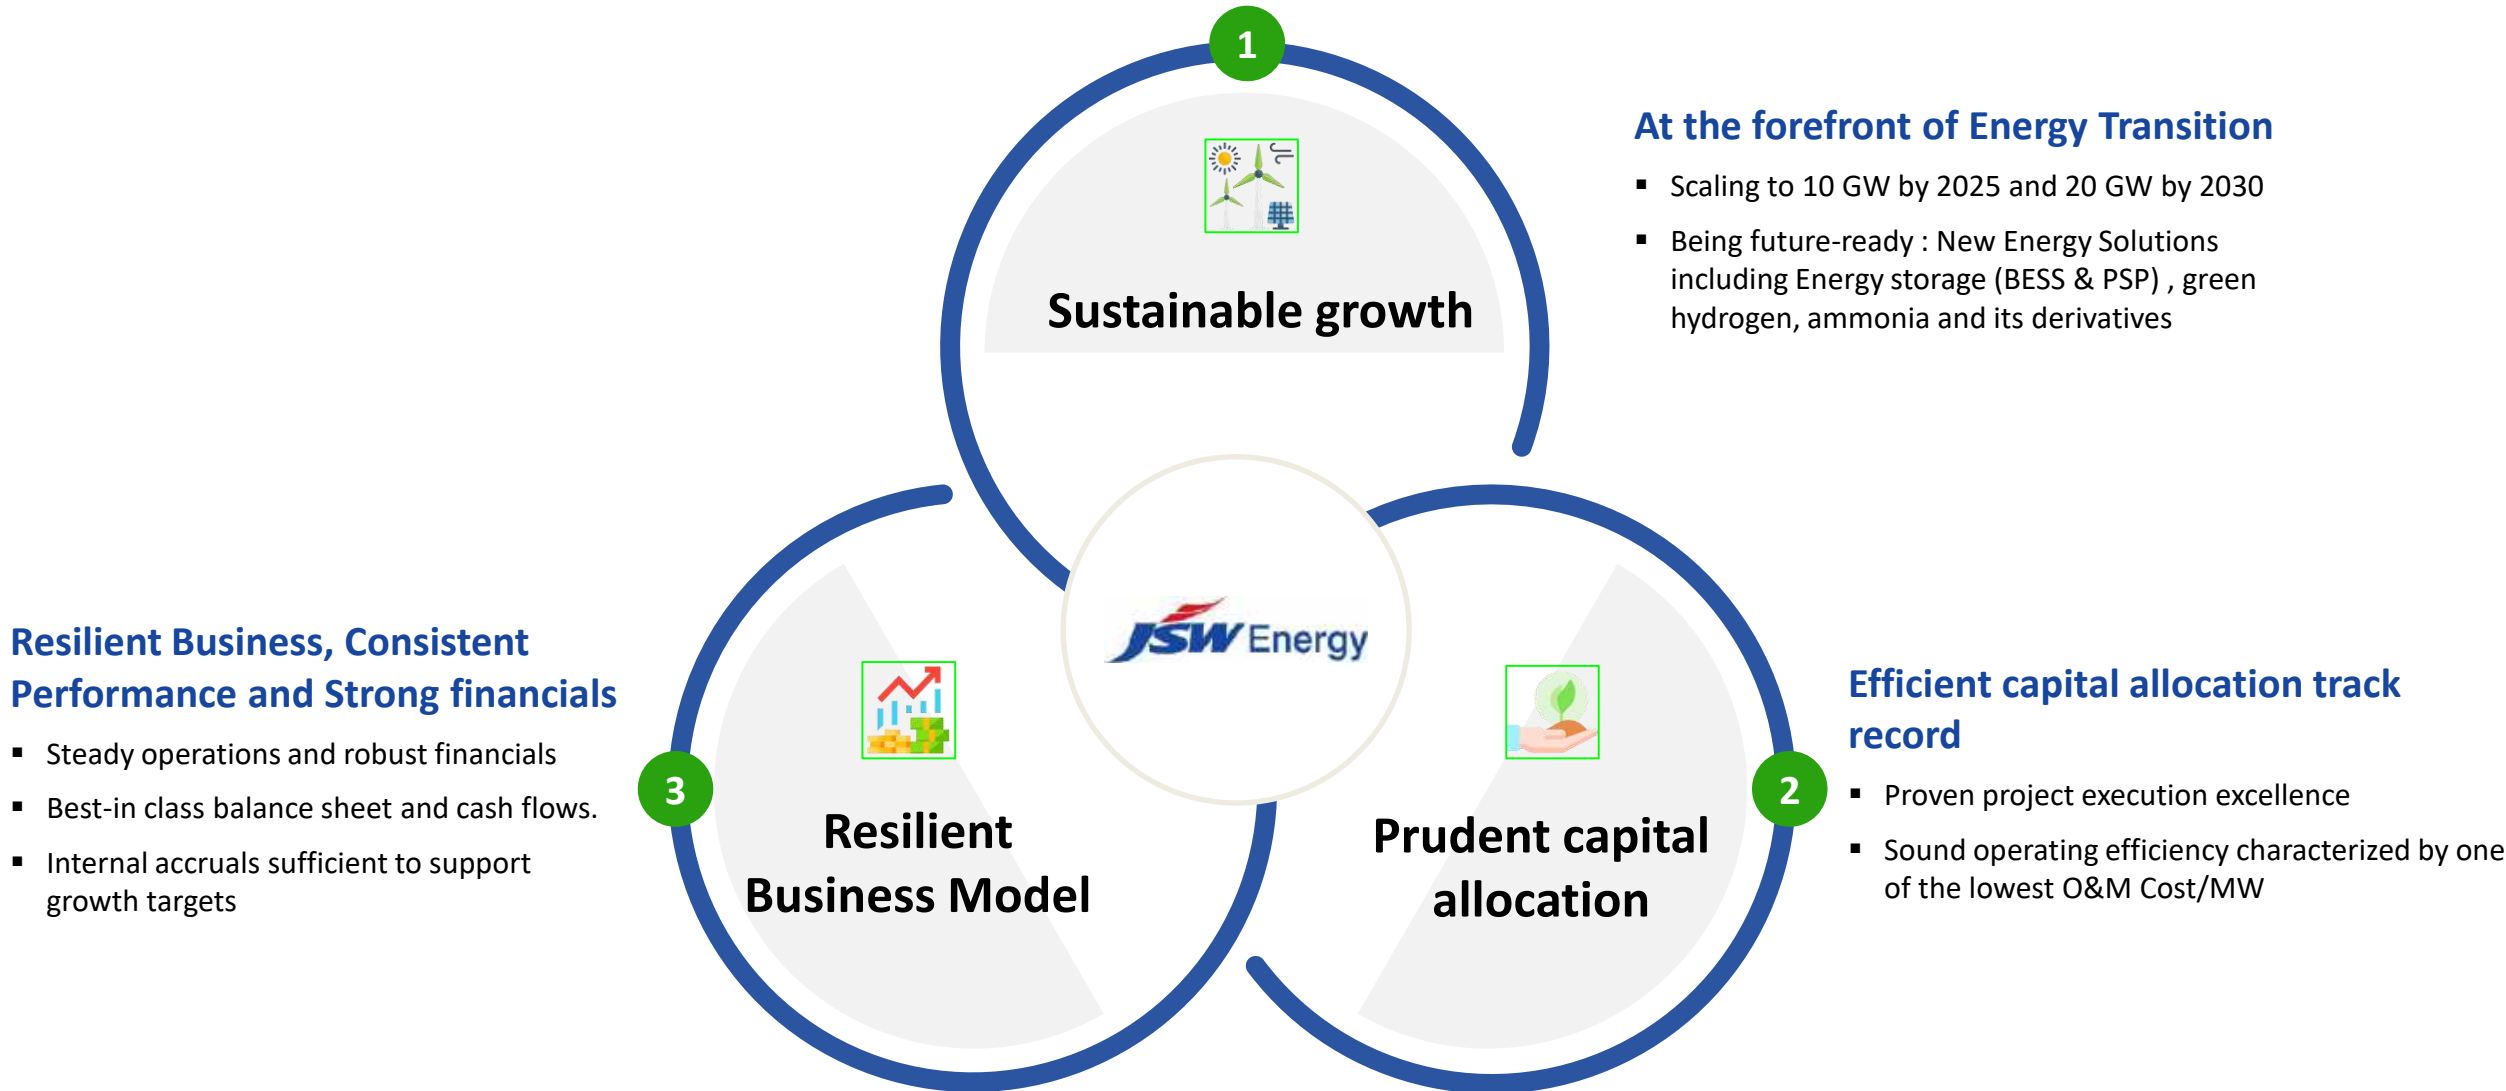 1
At the forefront of Energy Transition
▪ Scaling to 10 GW by 2025 and 20 GW by 2030
▪ Being future-ready : New Energy Solutions
including Energy storage (BESS & PSP) , green
hydrogen, ammonia and its derivatives
Sustainable growth
JSW Energy
Resilient Business, Consistent
Performance and Strong financials
▪ Steady operations and robust financials
▪ Best-in class balance sheet and cash flows.
▪ Internal accruals sufficient to support
growth targets
3
Resilient
Business Model
Prudent capital
allocation
2
Efficient capital allocation track
record
▪ Proven project execution excellence
▪ Sound operating efficiency characterized by one
of the lowest O&M Cost/MW